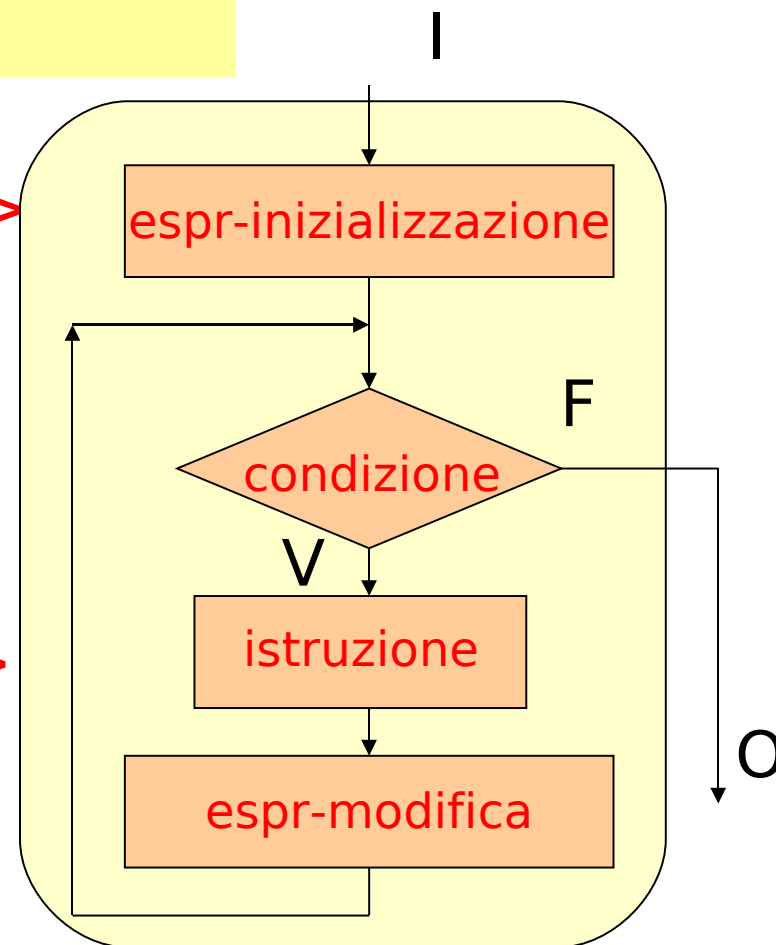 I
>
espr-inizializzazione
F
condizione
V
istruzione
>
O
espr-modifica